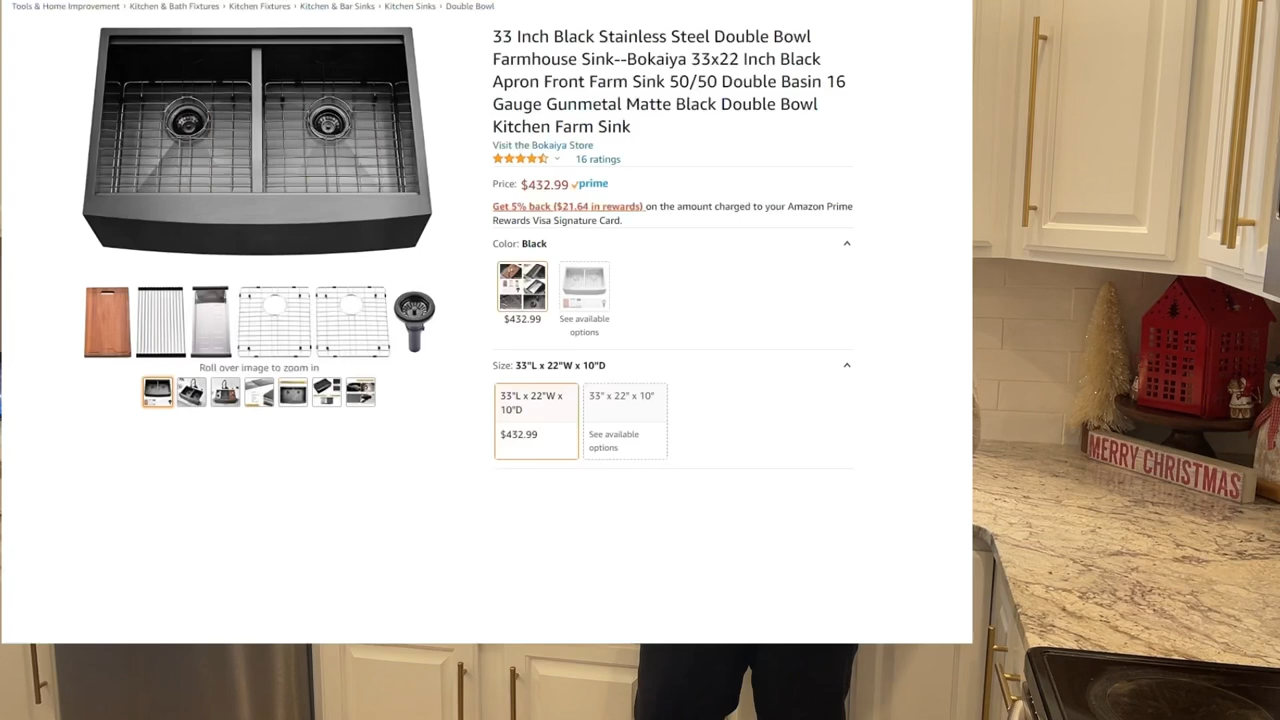 Tools & Home Improvement › Kitchen & Bath Fixtures › Kitchen Fixtures › Kitchen & Bar Sinks › Kitchen Sinks › Double Bowl
33 Inch Black Stainless Steel Double Bowl
Farmhouse Sink--Bokaiya 33x22 Inch Black
Apron Front Farm Sink 50/50 Double Basin 16
Gauge Gunmetal Matte Black Double Bowl
Kitchen Farm Sink
Visit the Bokaiya Store
16 ratings
Price: $432.99 prime
Get 5% back ($21.64 in rewards) on the amount charged to your Amazon Prime
Rewards Visa Signature Card.
Color: Black
$432.99
See available
options
Roll over image to zoom in
Size: 33"L x 22"W x 10"D
33"L x 22"W x
10"D
$432.99
33" x 22" x 10"
See available
options
MERRY CHRISTMAS